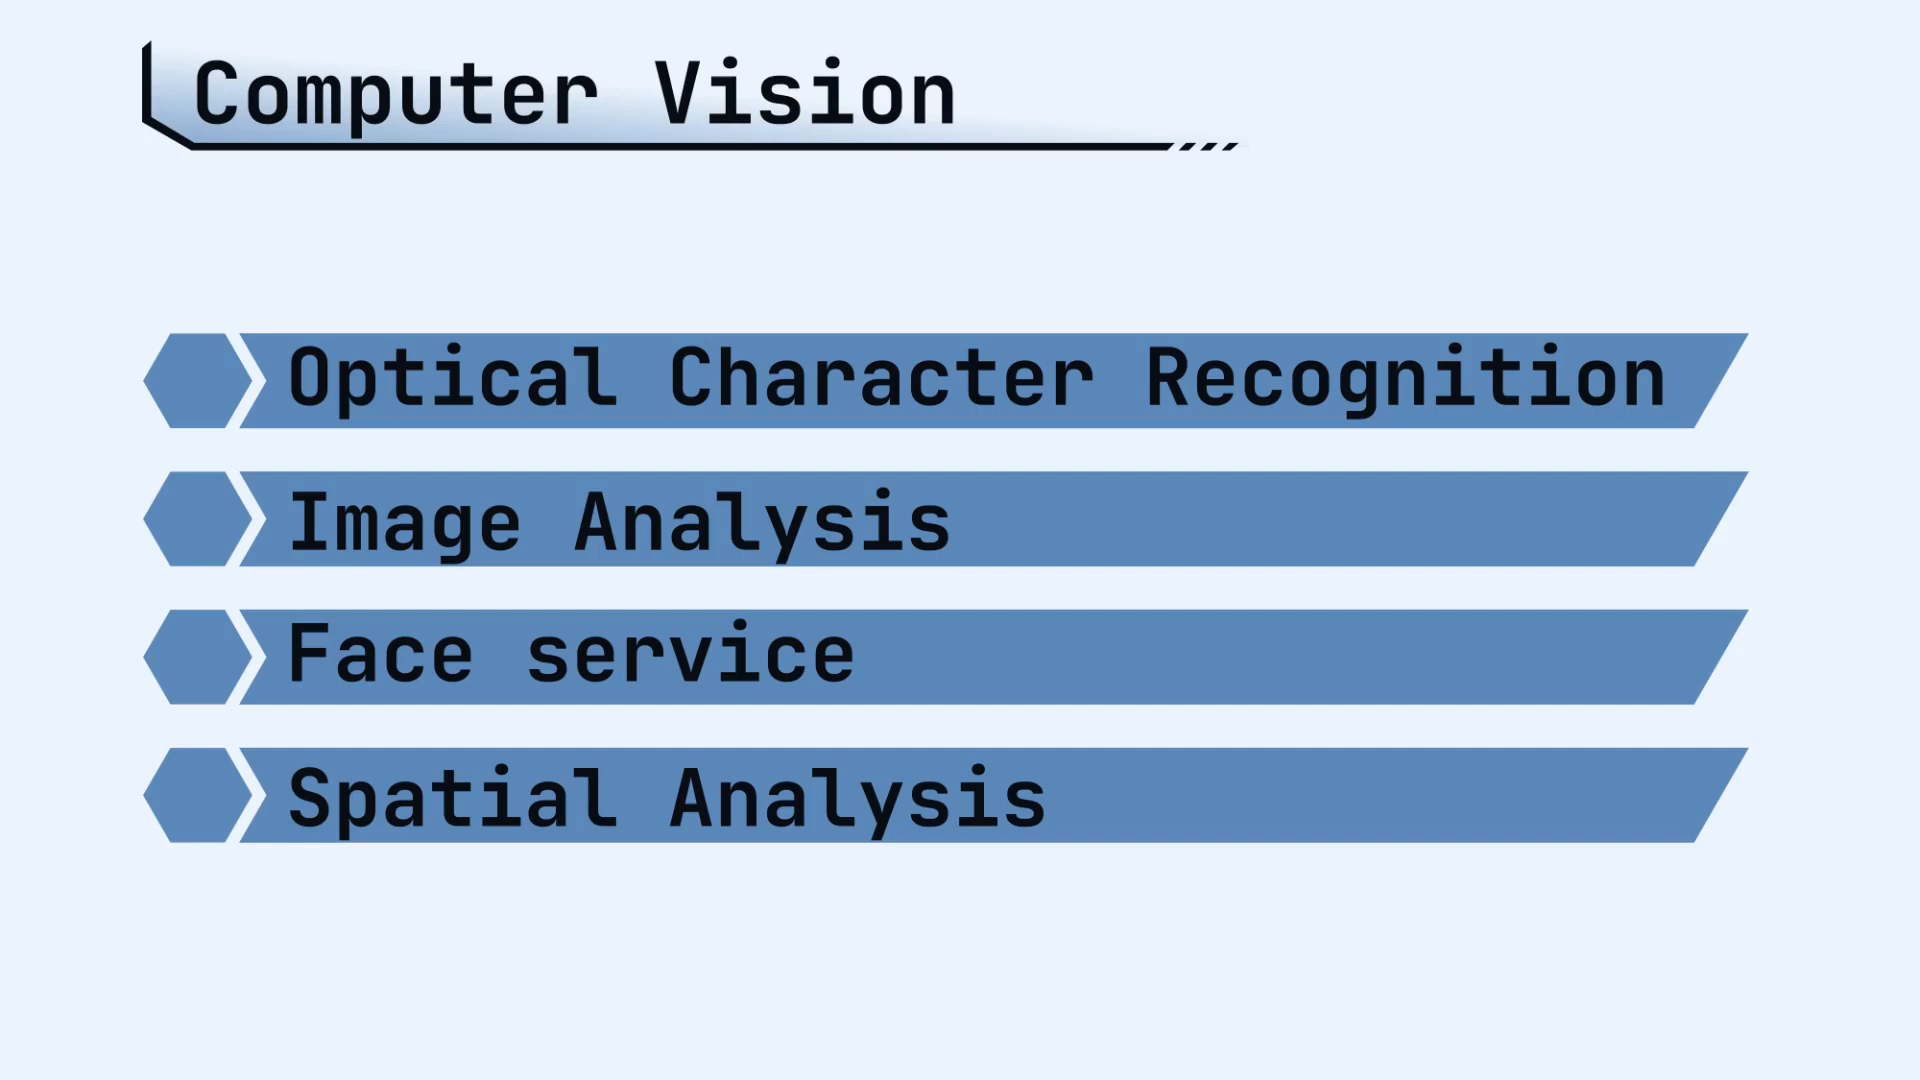 Computer Vision
Optical Character Recognition
Image Analysis
Face service
Spatial Analysis